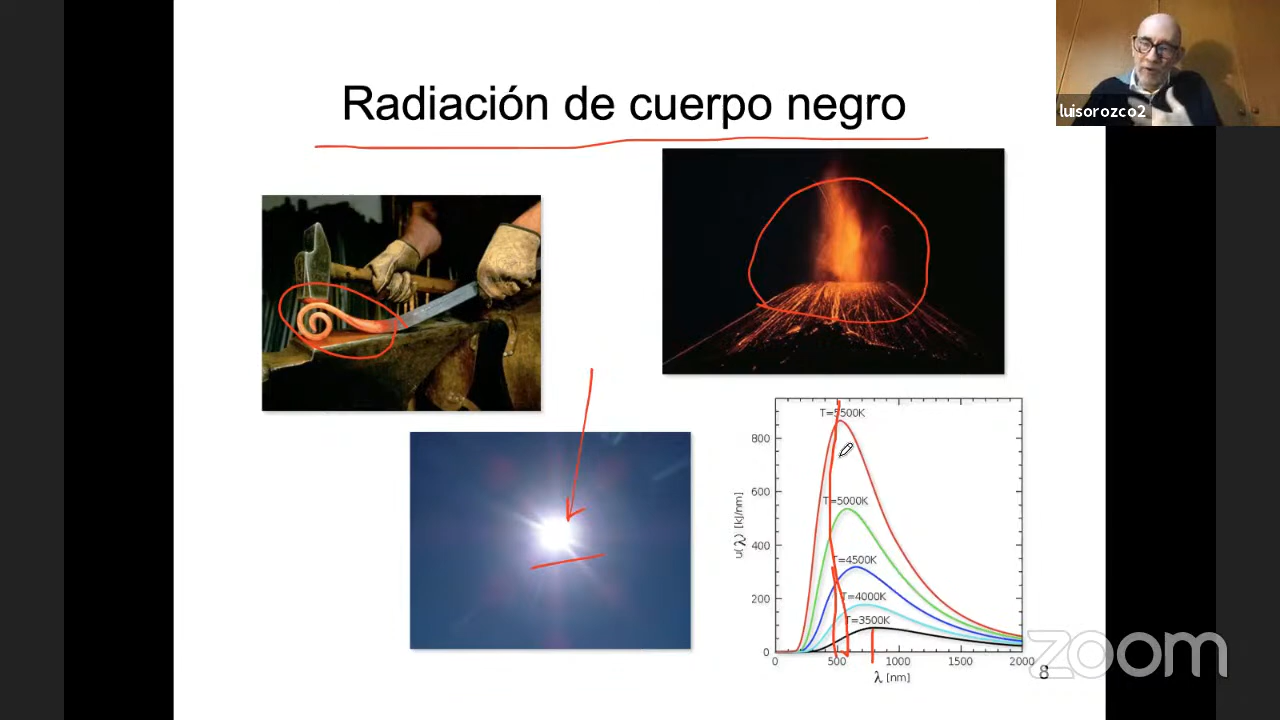 luisorozco2
Radiación de cuerpo negro
T=5500K
T=5000K
T=4500K
T=4000K
T=3500K
800
600
400
200
0
u(λ) [kJ/nm]
0 500 1000 1500 2000
λ [nm]
zoom
8